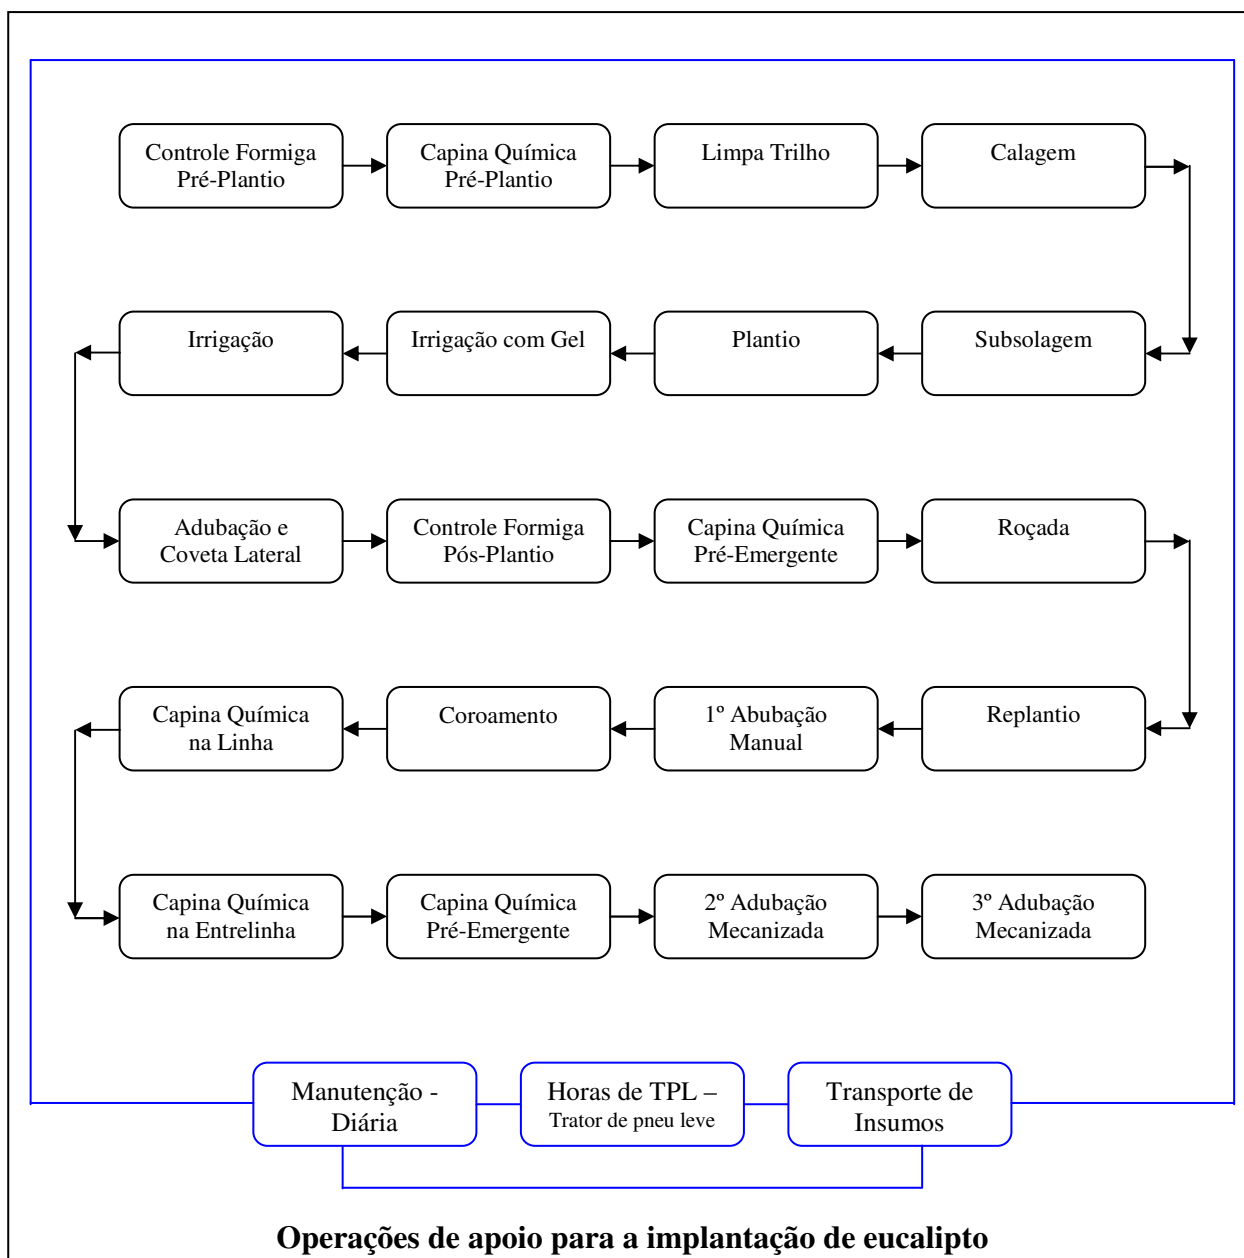 Controle Formiga
Pré-Plantio
Capina Química
Pré-Plantio
Limpa Trilho
Calagem
Irrigação
Irrigação com Gel
Plantio
Subsolagem
Adubação e
Coveta Lateral
Controle Formiga
Pós-Plantio
Capina Química
Pré-Emergente
Roçada
Capina Química
na Linha
Coroamento
1º Abubação
Manual
Replantio
Capina Química
na Entrelinha
Capina Química
Pré-Emergente
2º Adubação
Mecanizada
3º Adubação
Mecanizada
Manutenção -
Diária
Horas de TPL –
Trator de pneu leve
Transporte de
Insumos
Operações de apoio para a implantação de eucalipto